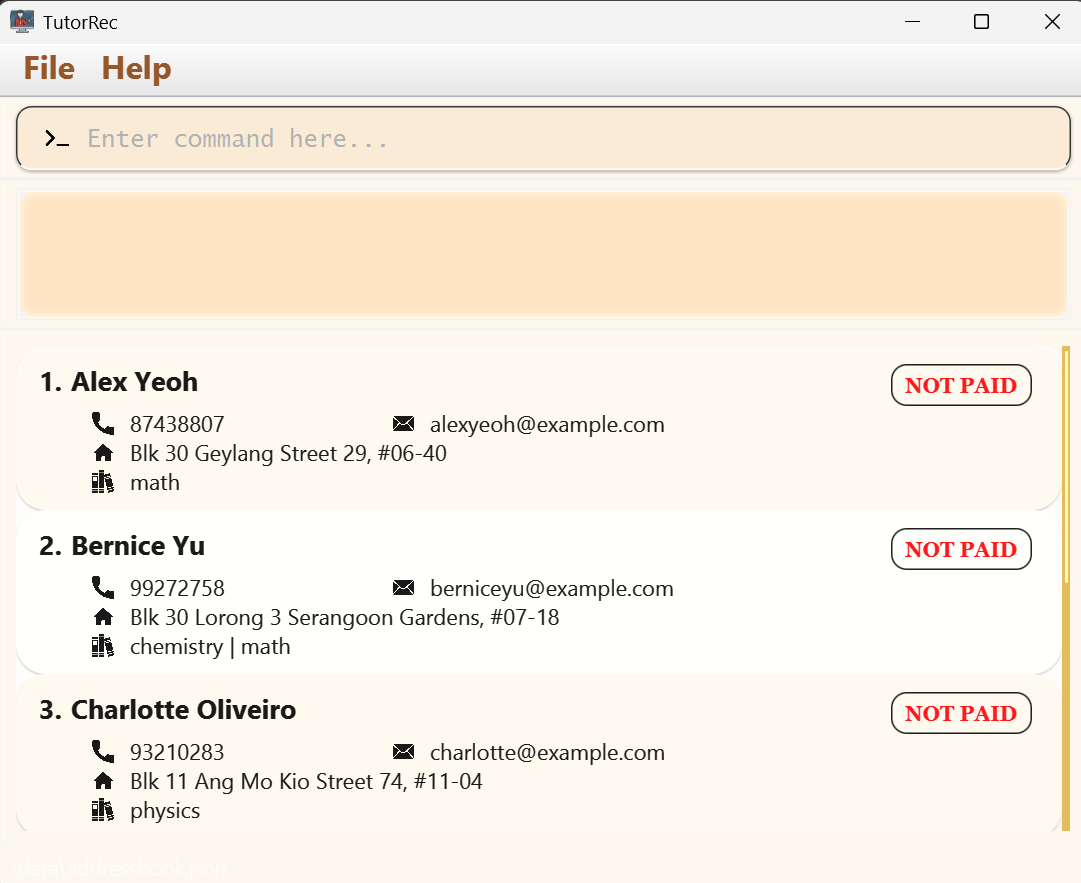 TutorRec
File Help
Enter command here...
1. Alex Yeoh
NOT PAID
87438807 alexyeoh@example.com
Blk 30 Geylang Street 29, #06-40
math
2. Bernice Yu
NOT PAID
99272758 berniceyu@example.com
Blk 30 Lorong 3 Serangoon Gardens, #07-18
chemistry | math
3. Charlotte Oliveiro
NOT PAID
93210283 charlotte@example.com
Blk 11 Ang Mo Kio Street 74, #11-04
physics
\data\addressbook.json